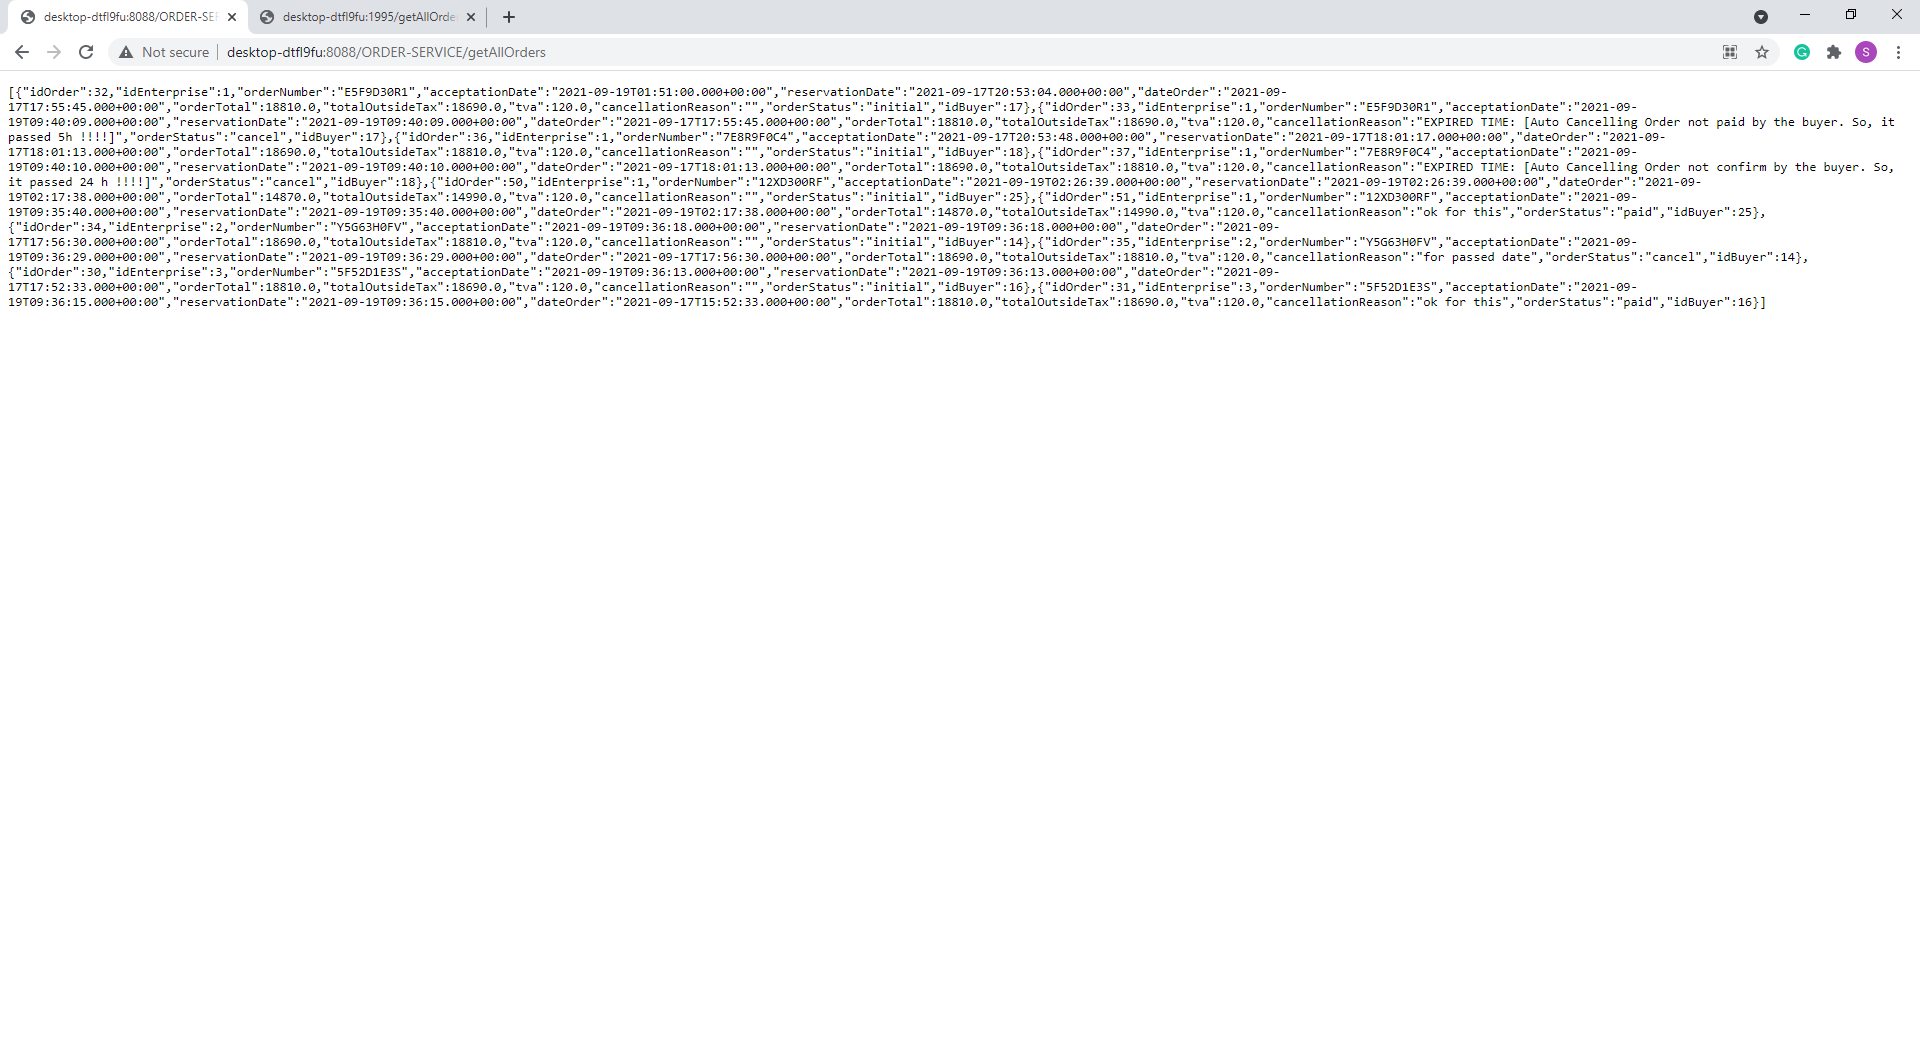 desktop-dtfl9fu:8088/ORDER-SE
desktop-dtfl9fu:1995/getAllOrde
Not secure
desktop-dtfl9fu:8088/ORDER-SERVICE/getAllOrders
S
[{"idOrder":32,"idEnterprise":1,"orderNumber":"E5F9D30R1","acceptationDate":"2021-09-19T01:51:00.000+00:00","reservationDate":"2021-09-17T20:53:04.000+00:00","dateOrder":"2021-09-
17T17:55:45.000+00:00","orderTotal":18810.0,"totalOutsideTax":18690.0,"tva":120.0,"cancellationReason":"","orderStatus":"initial","idBuyer":17},{"idOrder":33,"idEnterprise":1,"orderNumber":"E5F9D30R1","acceptationDate":"2021-09-
19T09:40:09.000+00:00","reservationDate":"2021-09-19T09:40:09.000+00:00","dateOrder":"2021-09-17T17:55:45.000+00:00","orderTotal":18810.0,"totalOutsideTax":18690.0,"tva":120.0,"cancellationReason":"EXPIRED TIME: [Auto Cancelling Order not paid by the buyer. So, it
passed 5h !!!!]","orderStatus":"cancel","idBuyer":17},{"idOrder":36,"idEnterprise":1,"orderNumber":"7E8R9F0C4","acceptationDate":"2021-09-17T20:53:48.000+00:00","reservationDate":"2021-09-17T18:01:17.000+00:00","dateOrder":"2021-09-
17T18:01:13.000+00:00","orderTotal":18690.0,"totalOutsideTax":18810.0,"tva":120.0,"cancellationReason":"","orderStatus":"initial","idBuyer":18},{"idOrder":37,"idEnterprise":1,"orderNumber":"7E8R9F0C4","acceptationDate":"2021-09-
19T09:40:10.000+00:00","reservationDate":"2021-09-19T09:40:10.000+00:00","dateOrder":"2021-09-17T18:01:13.000+00:00","orderTotal":18690.0,"totalOutsideTax":18810.0,"tva":120.0,"cancellationReason":"EXPIRED TIME: [Auto Cancelling Order not confirm by the buyer. So,
it passed 24 h !!!!]","orderStatus":"cancel","idBuyer":18},{"idOrder":50,"idEnterprise":1,"orderNumber":"12XD300RF","acceptationDate":"2021-09-19T02:26:39.000+00:00","reservationDate":"2021-09-19T02:26:39.000+00:00","dateOrder":"2021-09-
19T02:17:38.000+00:00","orderTotal":14870.0,"totalOutsideTax":14990.0,"tva":120.0,"cancellationReason":"","orderStatus":"initial","idBuyer":25},{"idOrder":51,"idEnterprise":1,"orderNumber":"12XD300RF","acceptationDate":"2021-09-
19T09:35:40.000+00:00","reservationDate":"2021-09-19T09:35:40.000+00:00","dateOrder":"2021-09-19T02:17:38.000+00:00","orderTotal":14870.0,"totalOutsideTax":14990.0,"tva":120.0,"cancellationReason":"ok for this","orderStatus":"paid","idBuyer":25},
{"idOrder":34,"idEnterprise":2,"orderNumber":"Y5G63H0FV","acceptationDate":"2021-09-19T09:36:18.000+00:00","reservationDate":"2021-09-19T09:36:18.000+00:00","dateOrder":"2021-09-
17T17:56:30.000+00:00","orderTotal":18690.0,"totalOutsideTax":18810.0,"tva":120.0,"cancellationReason":"","orderStatus":"initial","idBuyer":14},{"idOrder":35,"idEnterprise":2,"orderNumber":"Y5G63H0FV","acceptationDate":"2021-09-
19T09:36:29.000+00:00","reservationDate":"2021-09-19T09:36:29.000+00:00","dateOrder":"2021-09-17T17:56:30.000+00:00","orderTotal":18690.0,"totalOutsideTax":18810.0,"tva":120.0,"cancellationReason":"for passed date","orderStatus":"cancel","idBuyer":14},
{"idOrder":30,"idEnterprise":3,"orderNumber":"5F52D1E3S","acceptationDate":"2021-09-19T09:36:13.000+00:00","reservationDate":"2021-09-19T09:36:13.000+00:00","dateOrder":"2021-09-
17T17:52:33.000+00:00","orderTotal":18810.0,"totalOutsideTax":18690.0,"tva":120.0,"cancellationReason":"","orderStatus":"initial","idBuyer":16},{"idOrder":31,"idEnterprise":3,"orderNumber":"5F52D1E3S","acceptationDate":"2021-09-
19T09:36:15.000+00:00","reservationDate":"2021-09-19T09:36:15.000+00:00","dateOrder":"2021-09-17T15:52:33.000+00:00","orderTotal":18810.0,"totalOutsideTax":18690.0,"tva":120.0,"cancellationReason":"ok for this","orderStatus":"paid","idBuyer":16}]